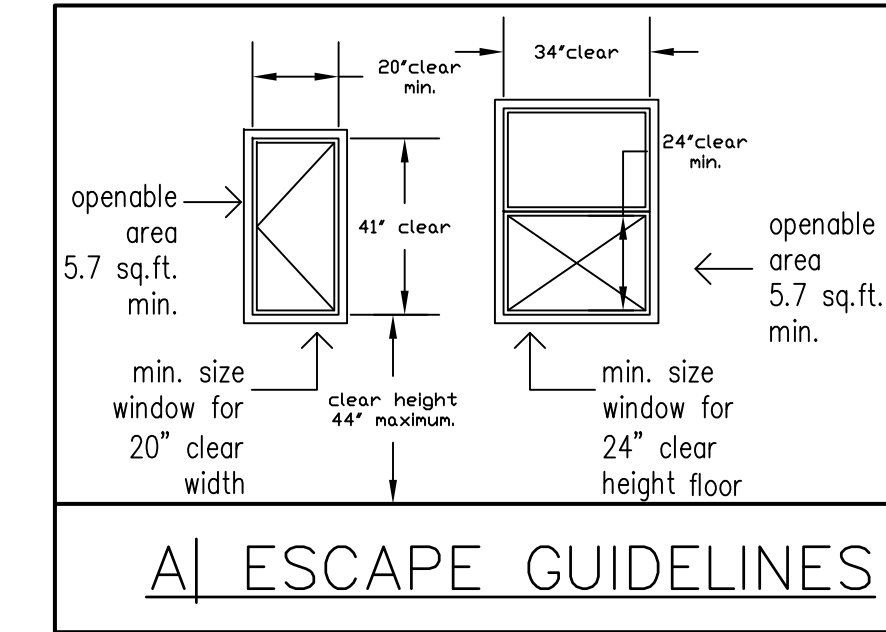 20"clear
min.
34"clear
24"clear
min.
openable
area
5.7 sq.ft.
min.
41" clear
openable
area
5.7 sq.ft.
min.
min. size
window for
20" clear
width
clear height
44" maximum.
min. size
window for
24" clear
height floor
A| ESCAPE GUIDELINES